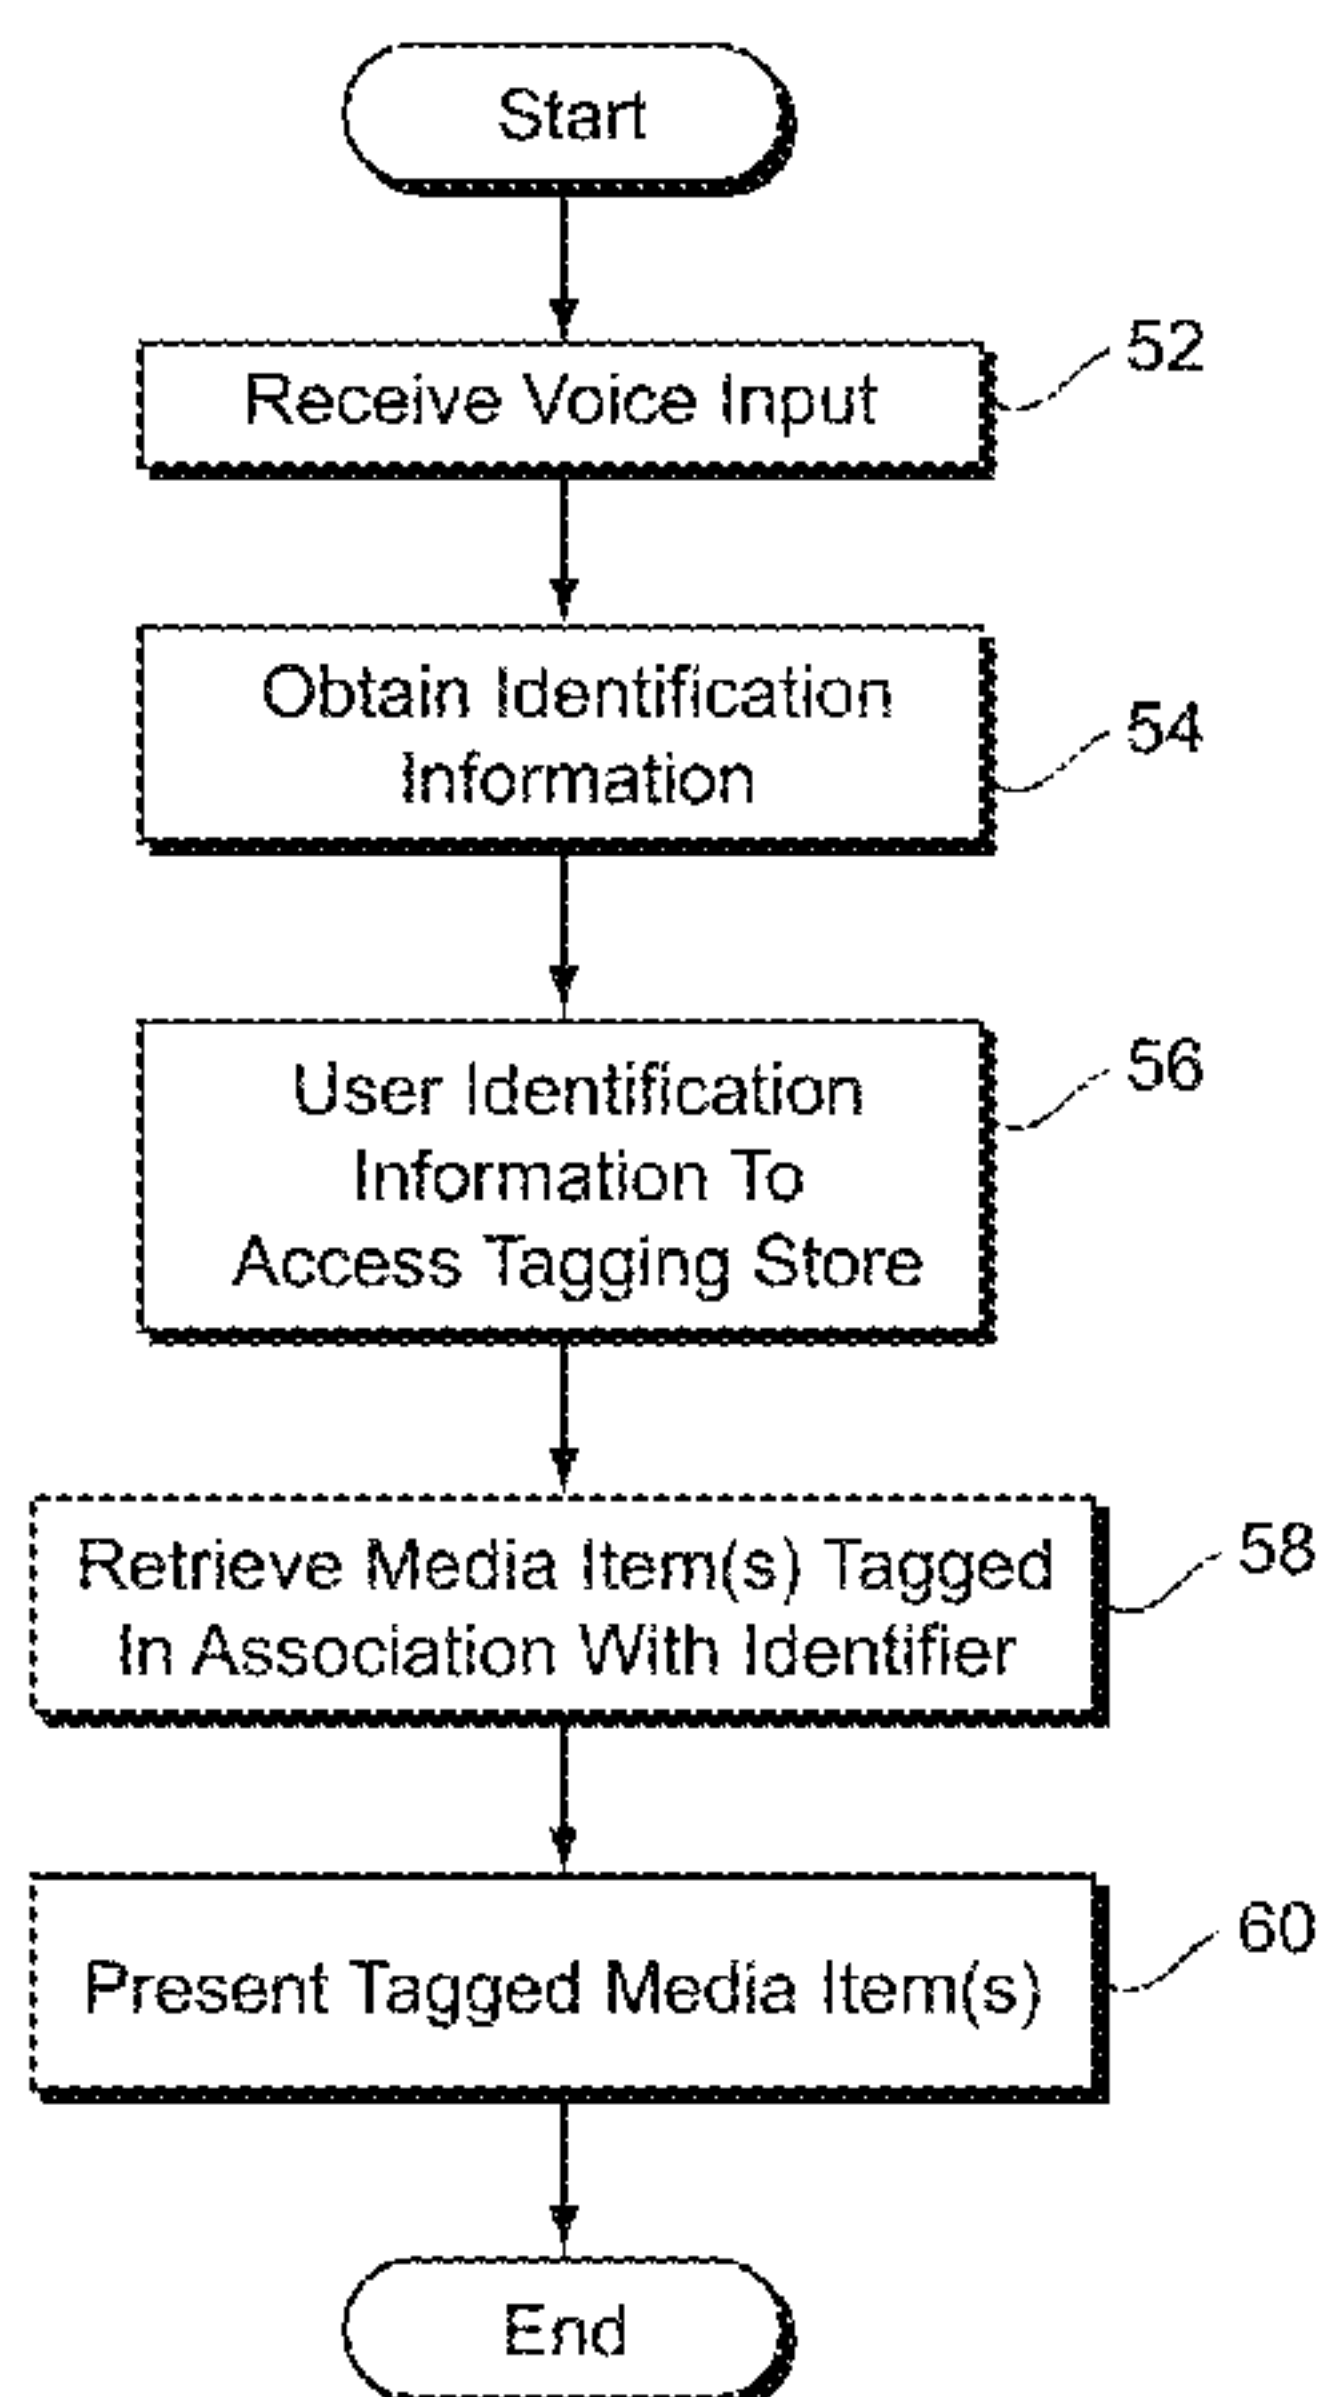 Start
Receive Voice Input
52
Obtain Identification
Information
54
User Identification
Information To
Access Tagging Store
56
Retrieve Media Item(s) Tagged
In Association With Identifier
58
Present Tagged Media Item(s)
60
End